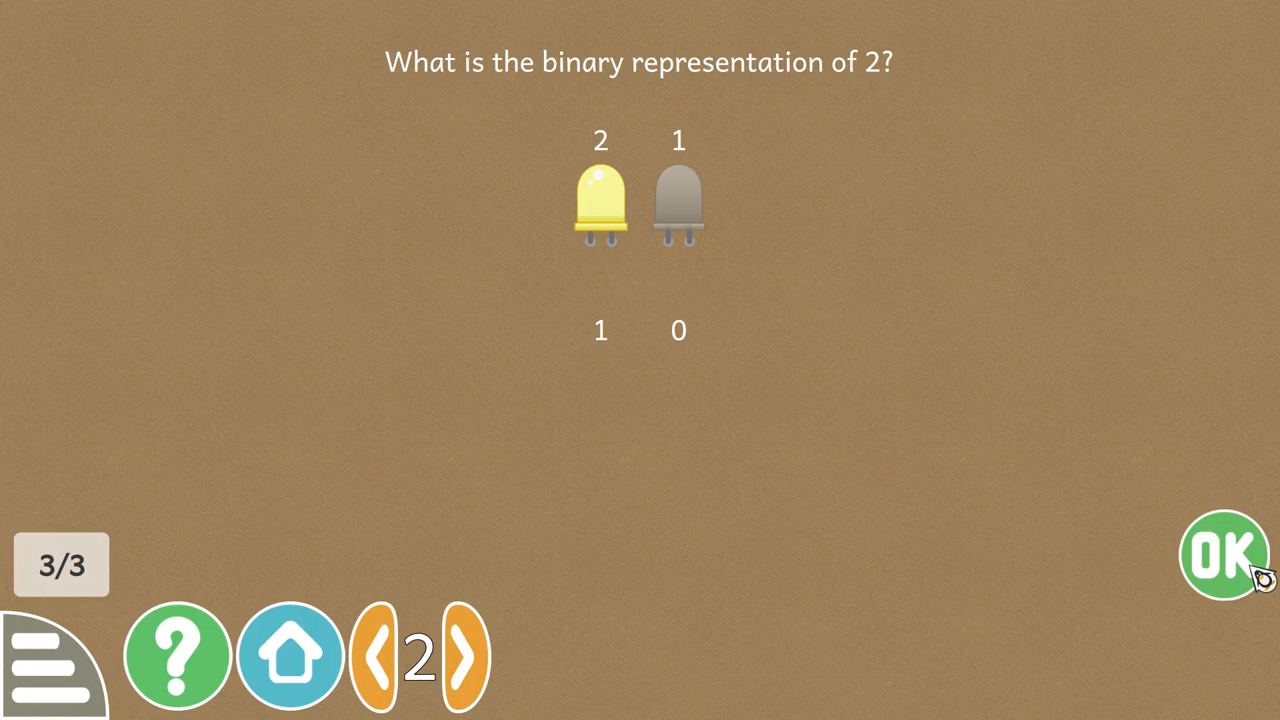 What is the binary representation of 2?
2 1
1 0
3/3
OK
? 2